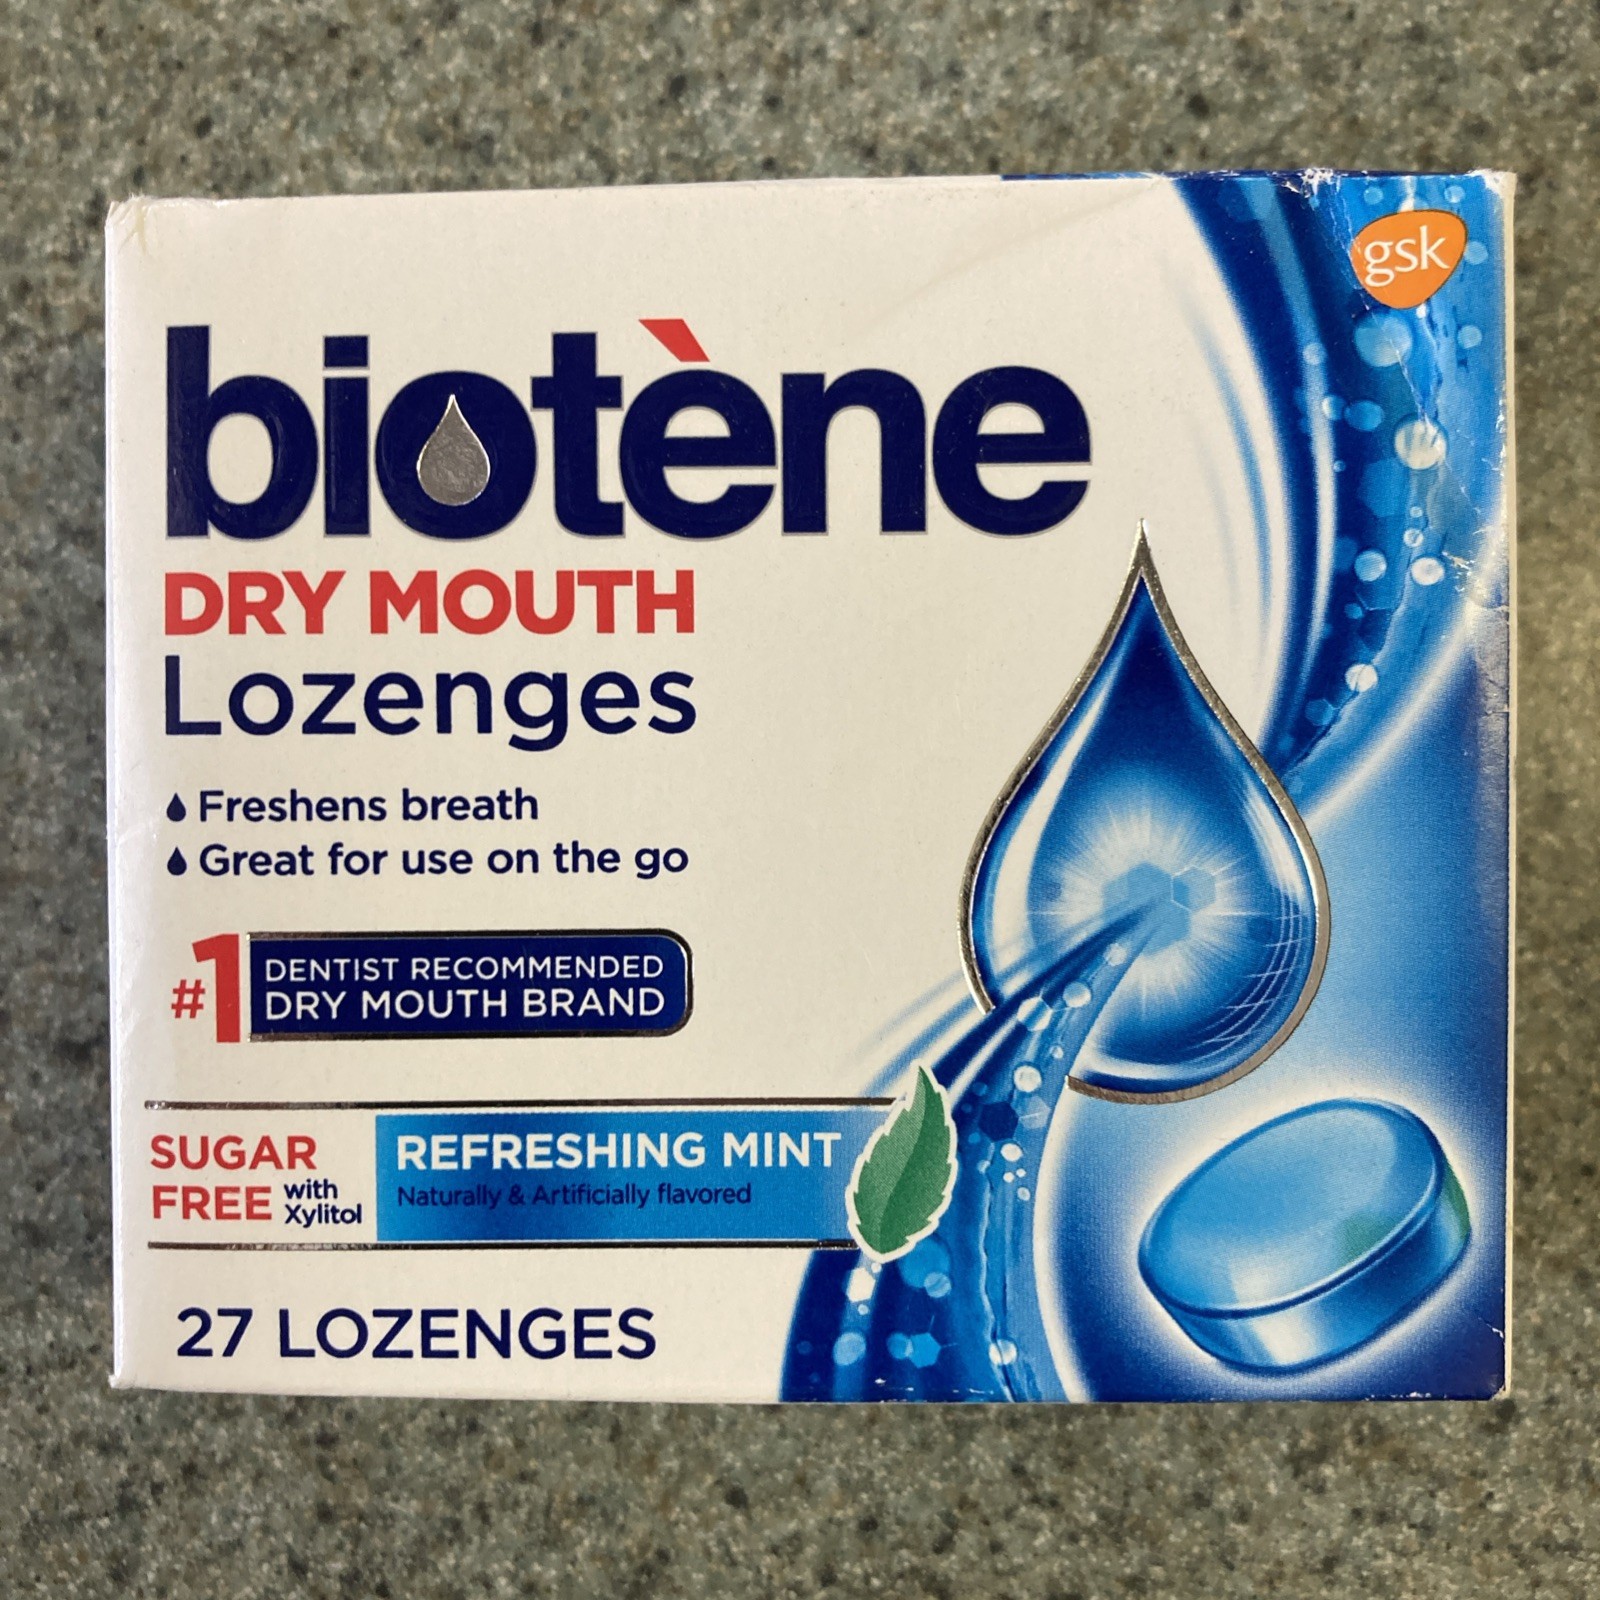 gsk
biotène
DRY MOUTH
Lozenges
Freshens breath
Great for use on the go
#1 DENTIST RECOMMENDED
DRY MOUTH BRAND
SUGAR
FREE with
Xylitol
REFRESHING MINT
Naturally & Artificially flavored
27 LOZENGES